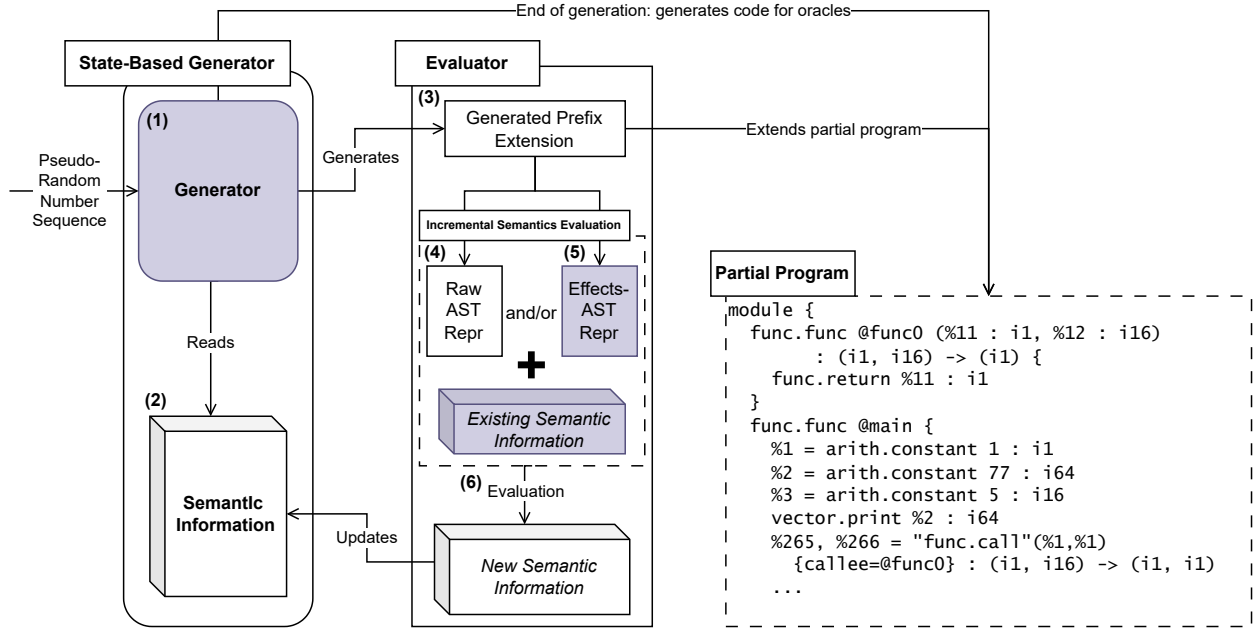 End of generation: generates code for oracles
State-Based Generator
Evaluator
(1)
Generator
Pseudo-
Random
Number
Sequence
Generates
(3)
Generated Prefix
Extension
Extends partial program
Incremental Semantics Evaluation
(4)
Raw
AST
Repr
and/or
(5)
Effects-
AST
Repr
Existing Semantic
Information
Reads
(2)
SemantIc
Information
(6)
Evaluation
New Semantic
Information
Updates
Partial Program
module {
func.func @func0 (%11 : i1, %12 : i16)
: (i1, i16) -> (i1) {
func.return %11 : i1
}
func.func @main {
%1 = arith.constant 1 : i1
%2 = arith.constant 77 : i64
%3 = arith.constant 5 : i16
vector.print %2 : i64
%265, %266 = "func.call"(%1,%1)
{callee=@func0} : (i1, i16) -> (i1, i1)
...